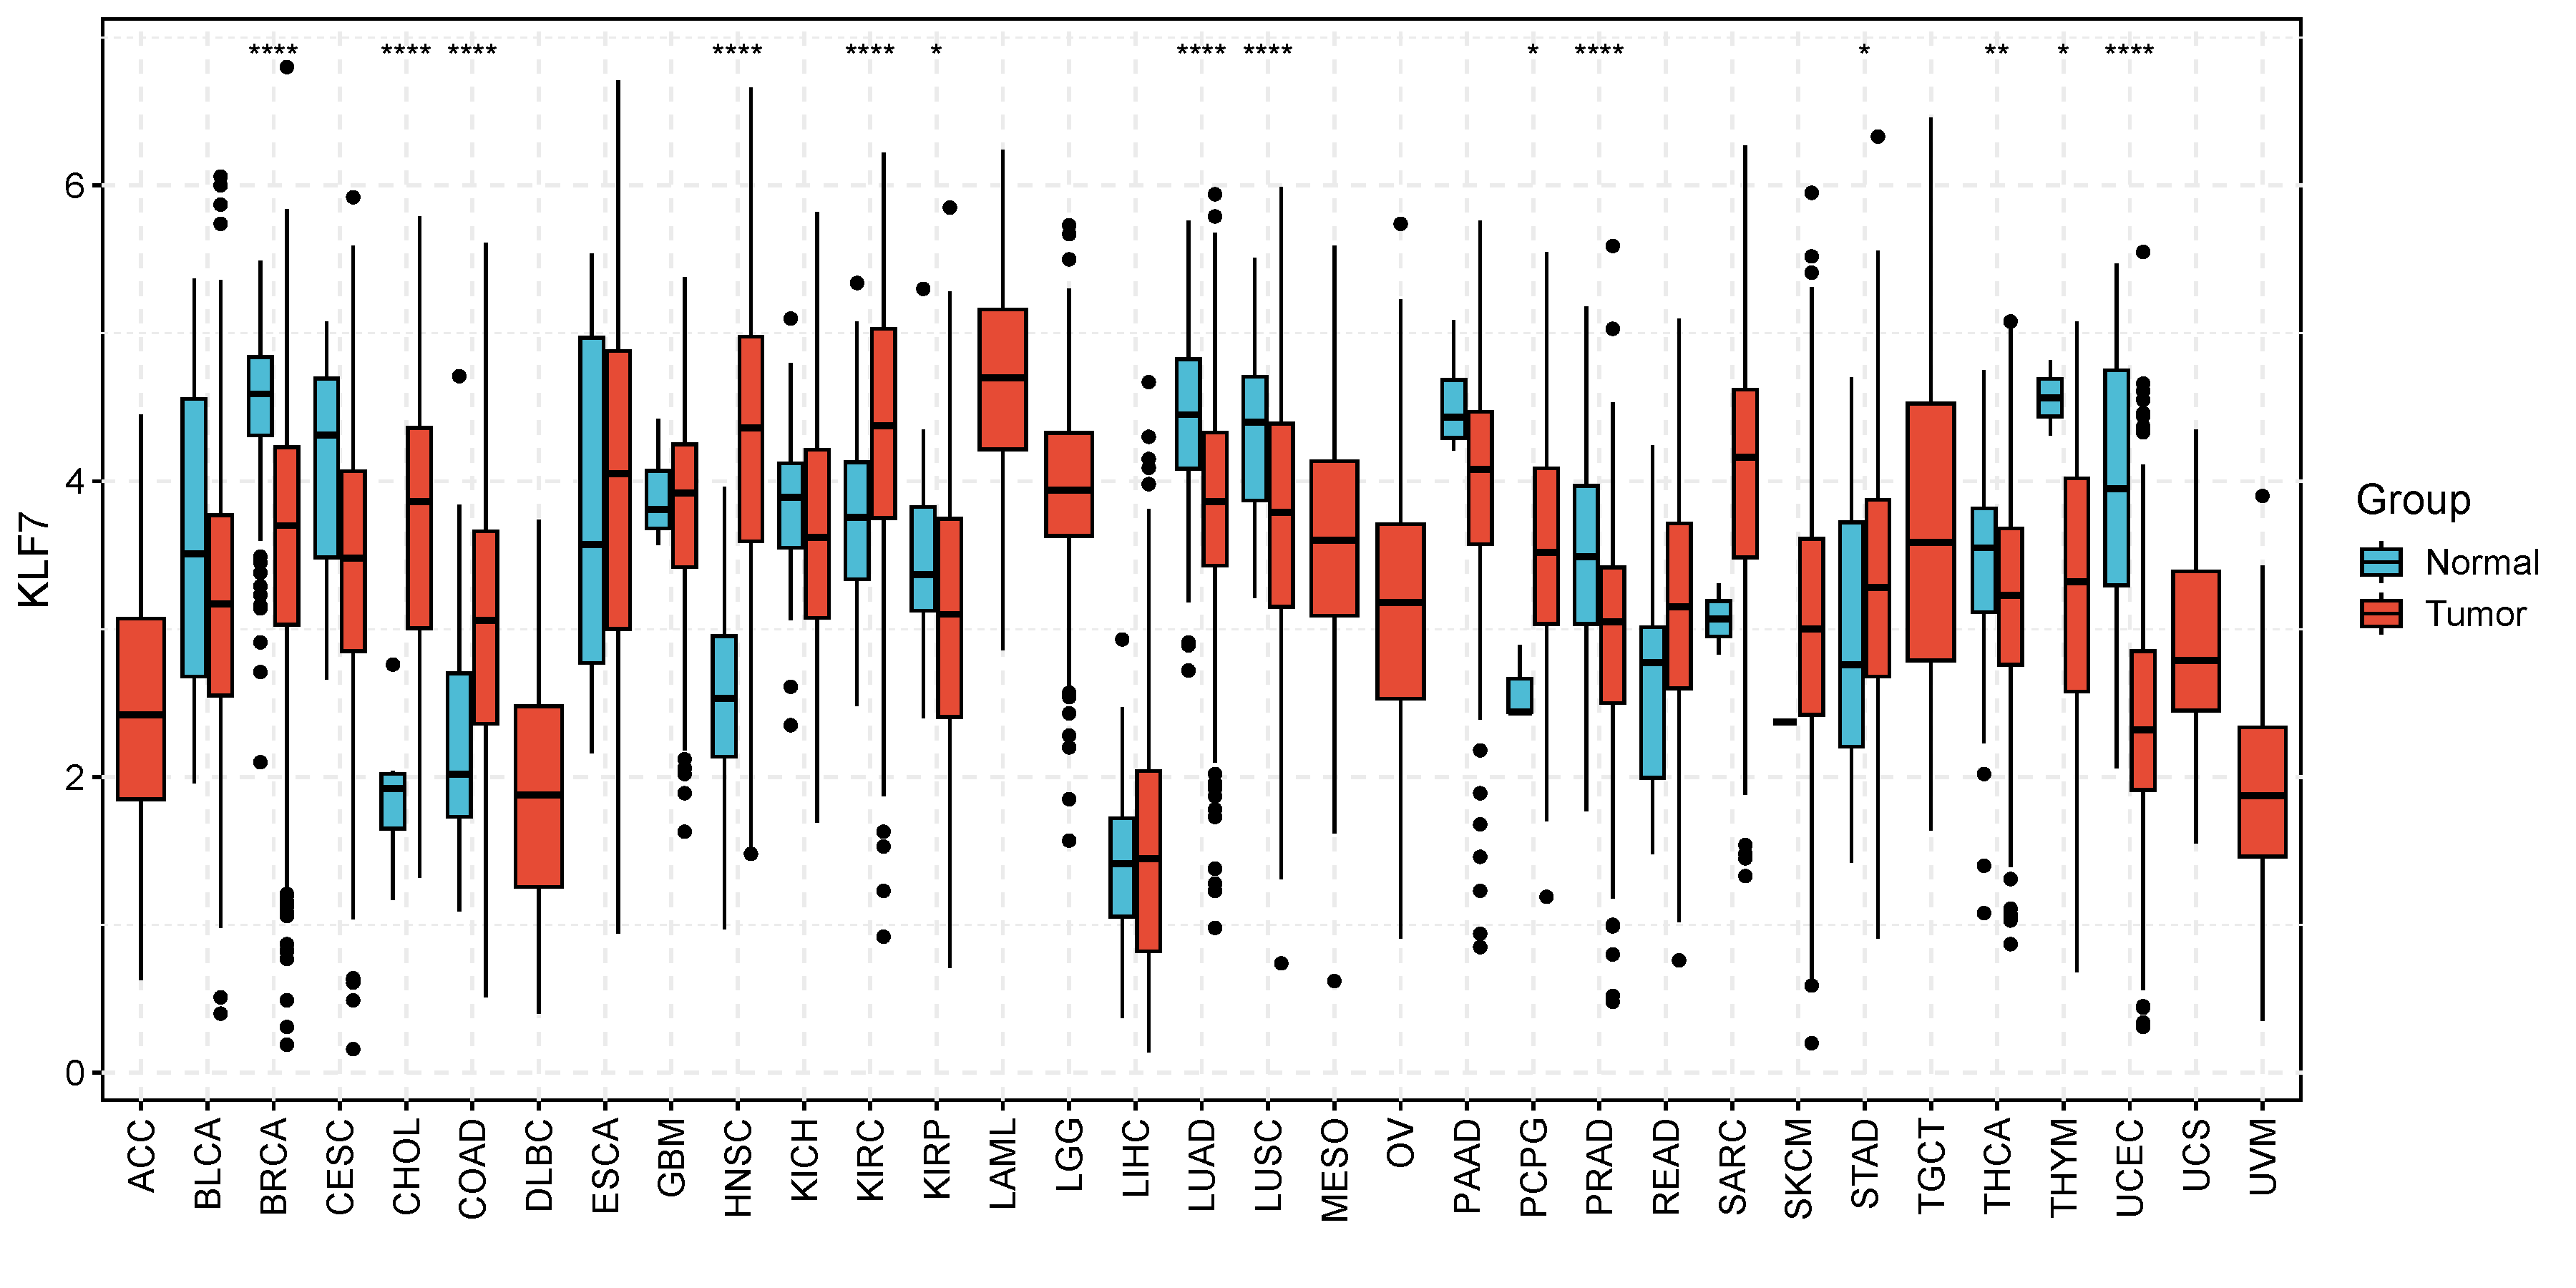 **** **** **** **** **** * **** **** * **** * ** * ****
KLF7
6
4
2
0
ACC BLCA BRCA CESC CHOL COAD DLBC ESCA GBM HNSC KICH KIRC KIRP LAML LGG LIHC LUAD LUSC MESO OV PAAD PCPG PRAD READ SARC SKCM STAD TGCT THCA THYM UCEC UCS UVM
Group
Normal
Tumor